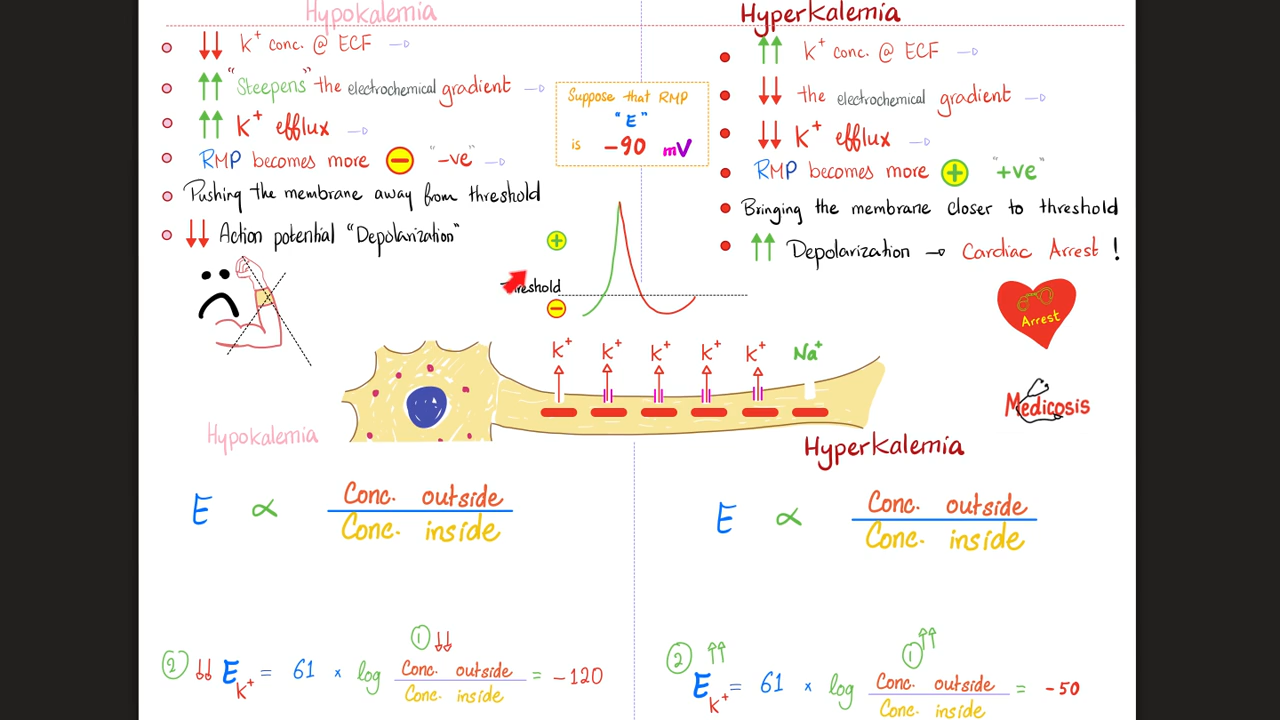 Hypokalemia
↓↓ K+ conc. @ ECF
↑↑ "Steepens" the electrochemical gradient
↑↑ K+ efflux
RMP becomes more − "-ve"
Pushing the membrane away from threshold
↓↓ Action potential "Depolarization"
Hyperkalemia
↑↑ K+ conc. @ ECF
↓↓ the electrochemical gradient
↓↓ K+ efflux
RMP becomes more + "+ve"
Bringing the membrane closer to threshold
↑↑ Depolarization → Cardiac Arrest !
Suppose that RMP
"E"
is -90 mV
+
−
K+ K+ K+ K+ K+ Na+
Arrest
Medicosis
Hypokalemia
E ∝ Conc. outside
Conc. inside
① ↓↓
② ↓↓ E K+ = 61 × log Conc. outside = -120
Conc. inside
Hyperkalemia
E ∝ Conc. outside
Conc. inside
① ↑↑
② ↑↑
E K+ = 61 × log Conc. outside = -50
Conc. inside